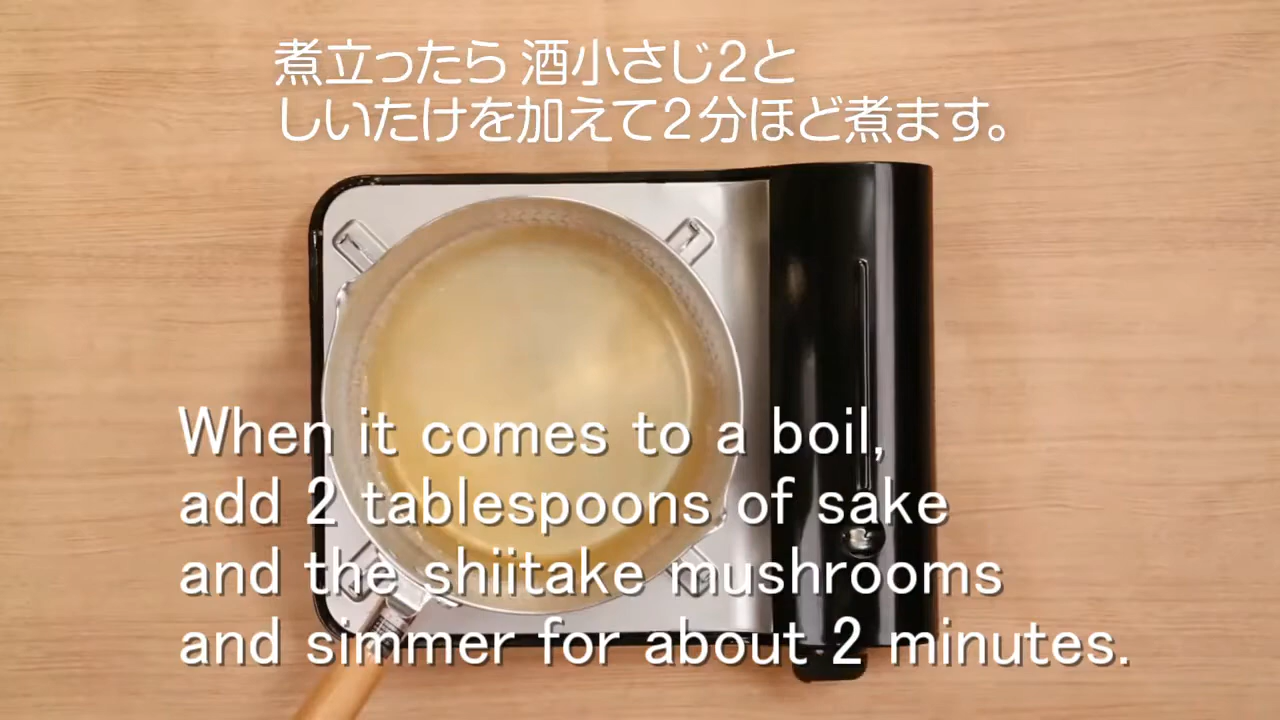 煮立ったら 酒小さじ2と
しいたけを加えて2分ほど煮ます。
When it comes to a boil,
add 2 tablespoons of sake
and the shiitake mushrooms
and simmer for about 2 minutes.